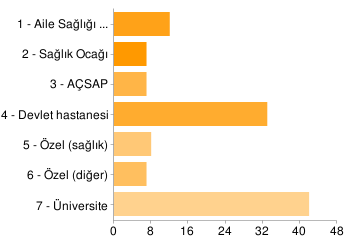 1 - Aile Sağlığı ...
2 - Sağlık Ocağı
3 - AÇSAP
4 - Devlet hastanesi
5 - Özel (sağlık)
6 - Özel (diğer)
7 - Üniversite
0 8 16 24 32 40 48